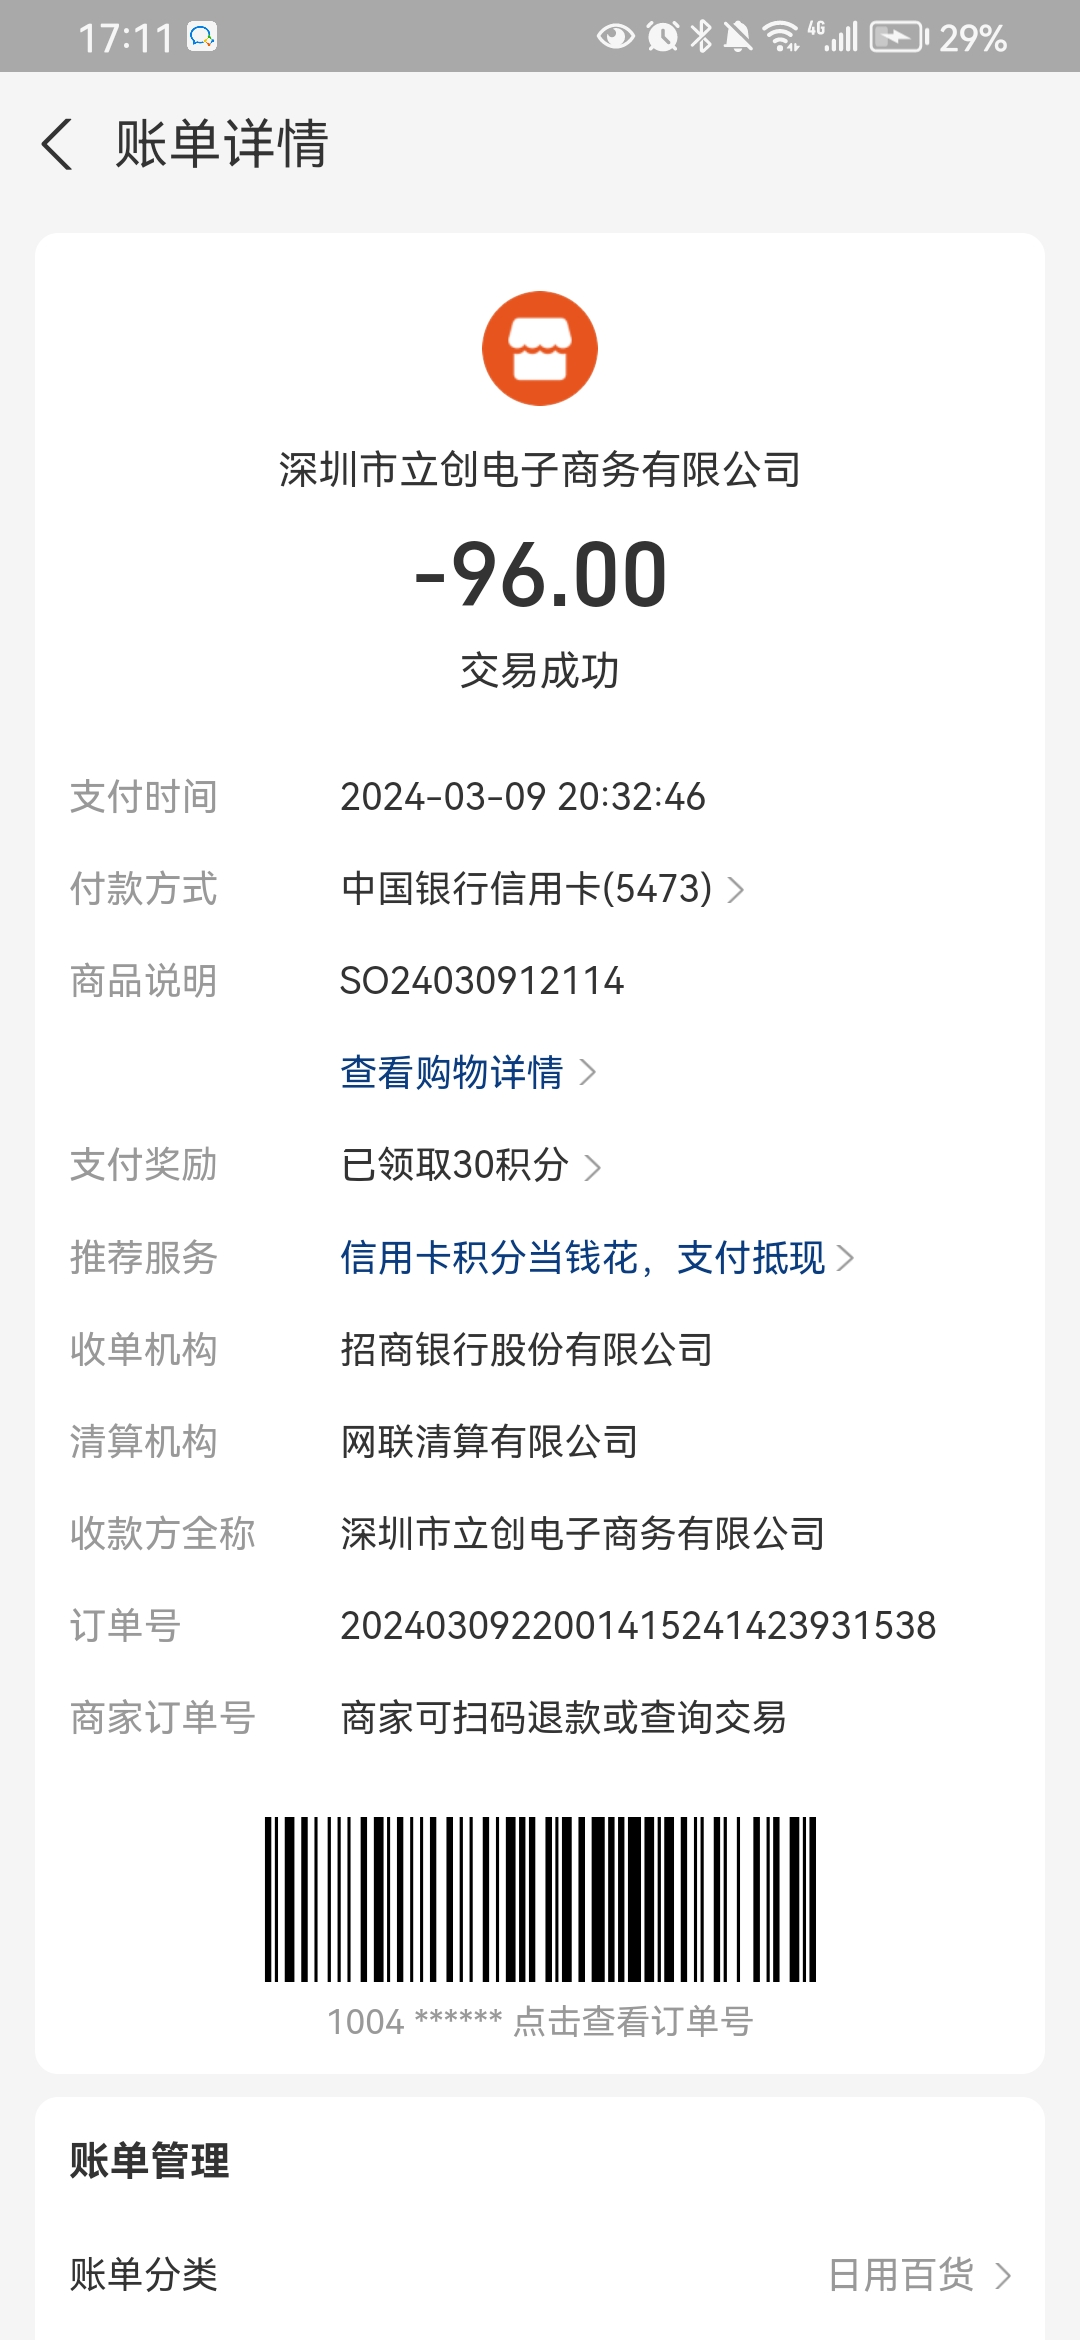 17:11
4G
29%
账单详情
深圳市立创电子商务有限公司
-96.00
交易成功
支付时间 2024-03-09 20:32:46
付款方式 中国银行信用卡(5473)
商品说明 SO24030912114
查看购物详情
支付奖励 已领取30积分
推荐服务 信用卡积分当钱花，支付抵现
收单机构 招商银行股份有限公司
清算机构 网联清算有限公司
收款方全称 深圳市立创电子商务有限公司
订单号 2024030922001415241423931538
商家订单号 商家可扫码退款或查询交易
1004 ****** 点击查看订单号
账单管理
账单分类 日用百货